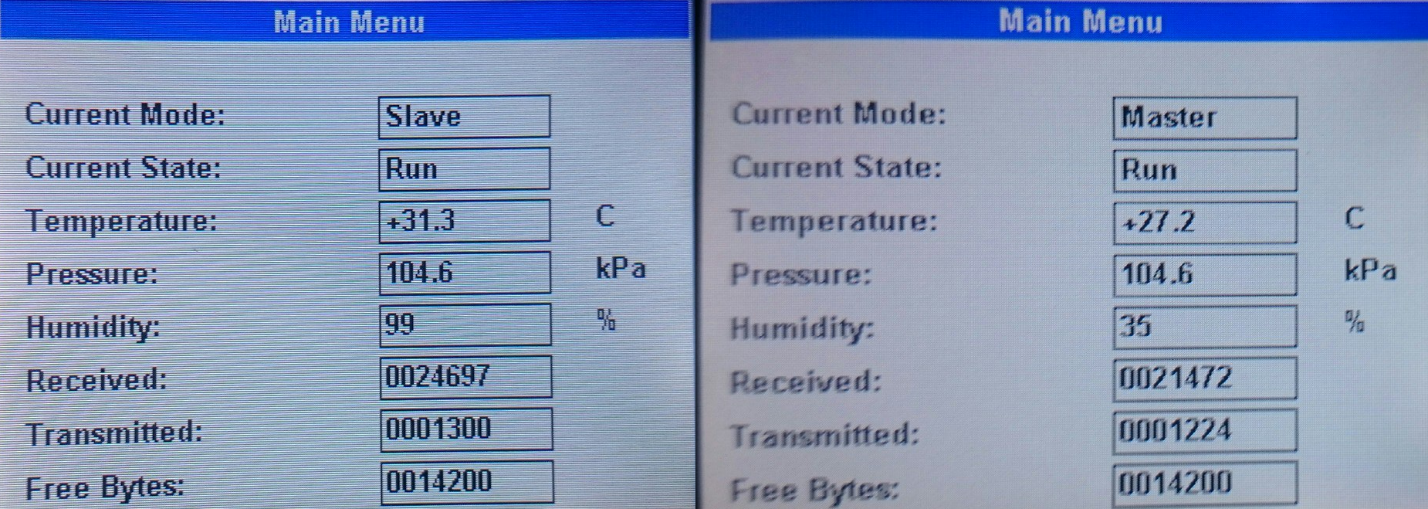 Main Menu
Current Mode: Slave
Current State: Run
Temperature: +31.3 C
Pressure: 104.6 kPa
Humidity: 99 %
Received: 0024697
Transmitted: 0001300
Free Bytes: 0014200
Main Menu
Current Mode: Master
Current State: Run
Temperature: +27.2 C
Pressure: 104.6 kPa
Humidity: 35 %
Received: 0021472
Transmitted: 0001224
Free Bytes: 0014200